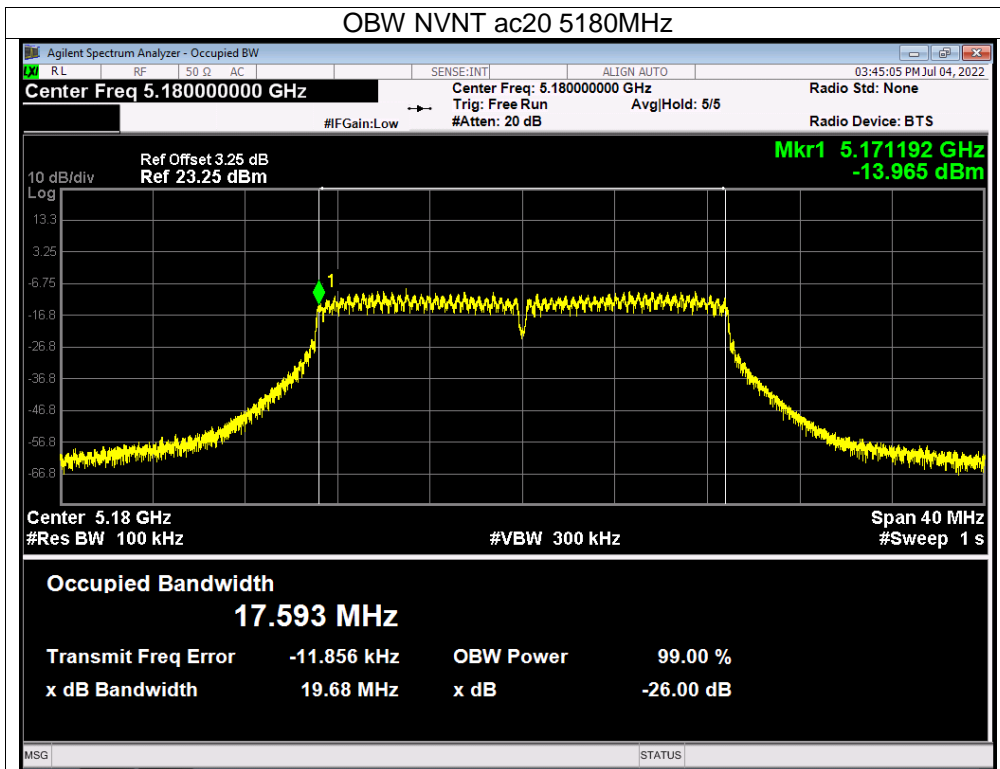 OBW NVNT ac20 5180MHz
Agilent Spectrum Analyzer - Occupied BW
LXI RL RF 50 Ω AC SENSE:INT ALIGN AUTO 03:45:05 PM Jul 04, 2022
Center Freq 5.180000000 GHz Center Freq: 5.180000000 GHz Radio Std: None
Trig: Free Run Avg|Hold: 5/5
#IFGain:Low #Atten: 20 dB Radio Device: BTS
Mkr1 5.171192 GHz
-13.965 dBm
Ref Offset 3.25 dB
10 dB/div Ref 23.25 dBm
Log
13.3
3.25
-6.75
-16.8
-26.8
-36.8
-46.8
-56.8
-66.8
1
Center 5.18 GHz Span 40 MHz
#Res BW 100 kHz #VBW 300 kHz #Sweep 1 s
Occupied Bandwidth
17.593 MHz
Transmit Freq Error -11.856 kHz OBW Power 99.00 %
x dB Bandwidth 19.68 MHz x dB -26.00 dB
MSG STATUS